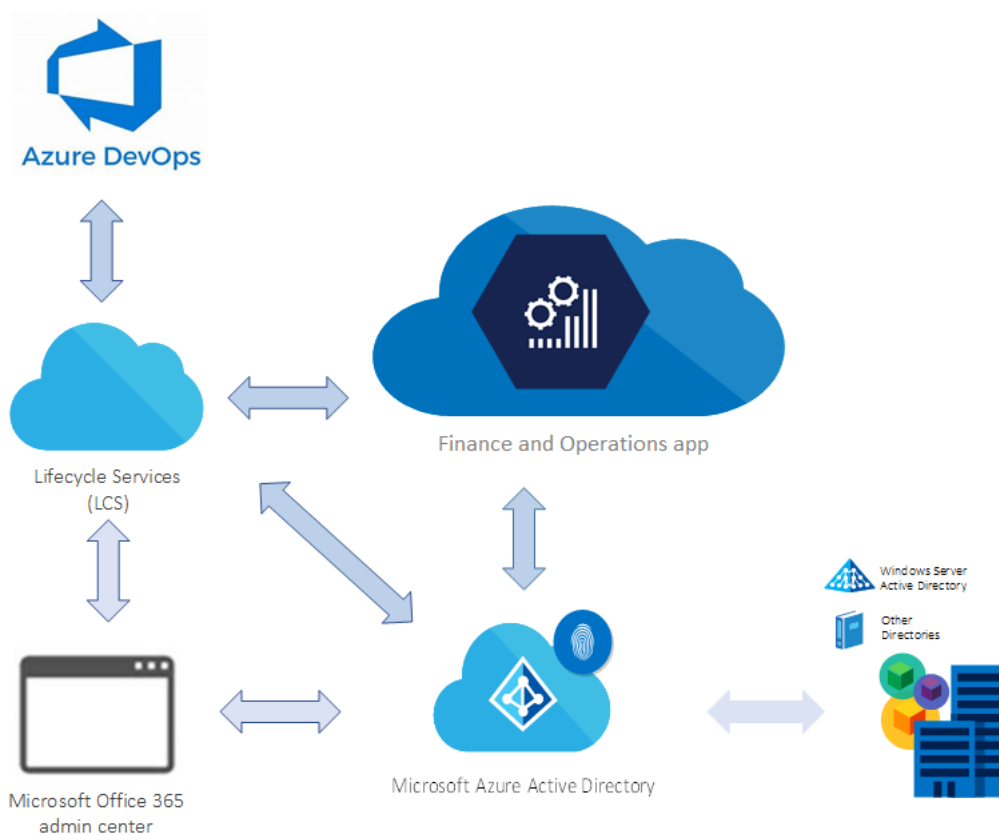 Azure DevOps
Finance and Operations app
Lifecycle Services
(LCS)
Windows Server
Active Directory
Other
Directories
Microsoft Azure Active Directory
Microsoft Office 365
admin center